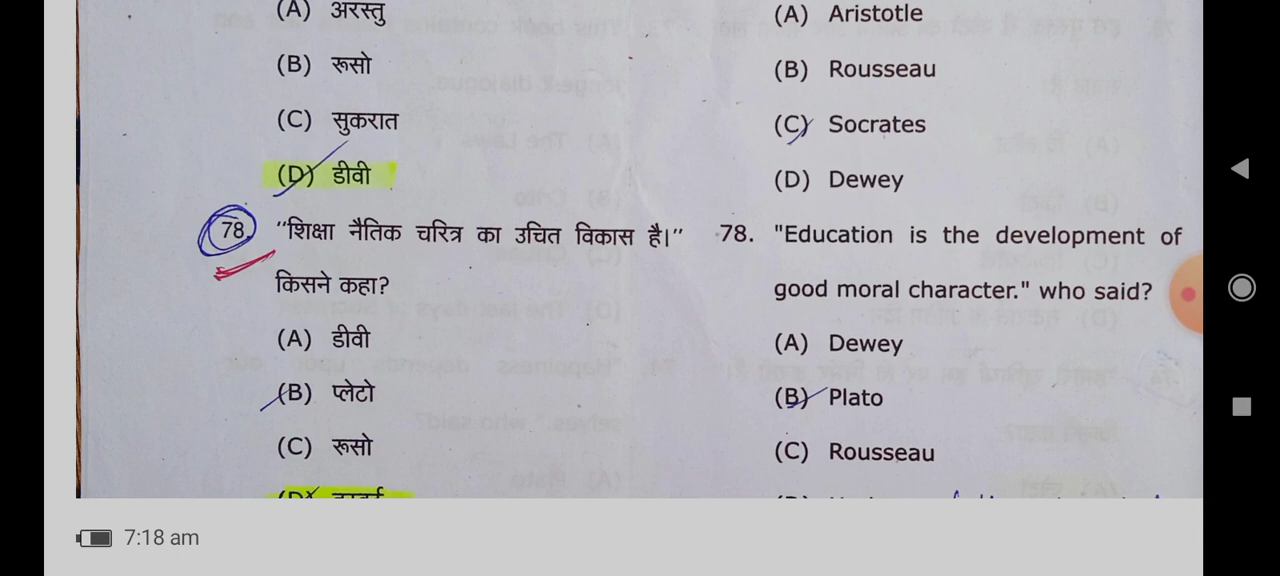 (A) अरस्तु
(B) रूसो
(C) सुकरात
(D) डीवी
78. ''शिक्षा नैतिक चरित्र का उचित विकास है।''
किसने कहा?
(A) डीवी
(B) प्लेटो
(C) रूसो
(A) Aristotle
(B) Rousseau
(C) Socrates
(D) Dewey
78. "Education is the development of
good moral character." who said?
(A) Dewey
(B) Plato
(C) Rousseau
7:18 am